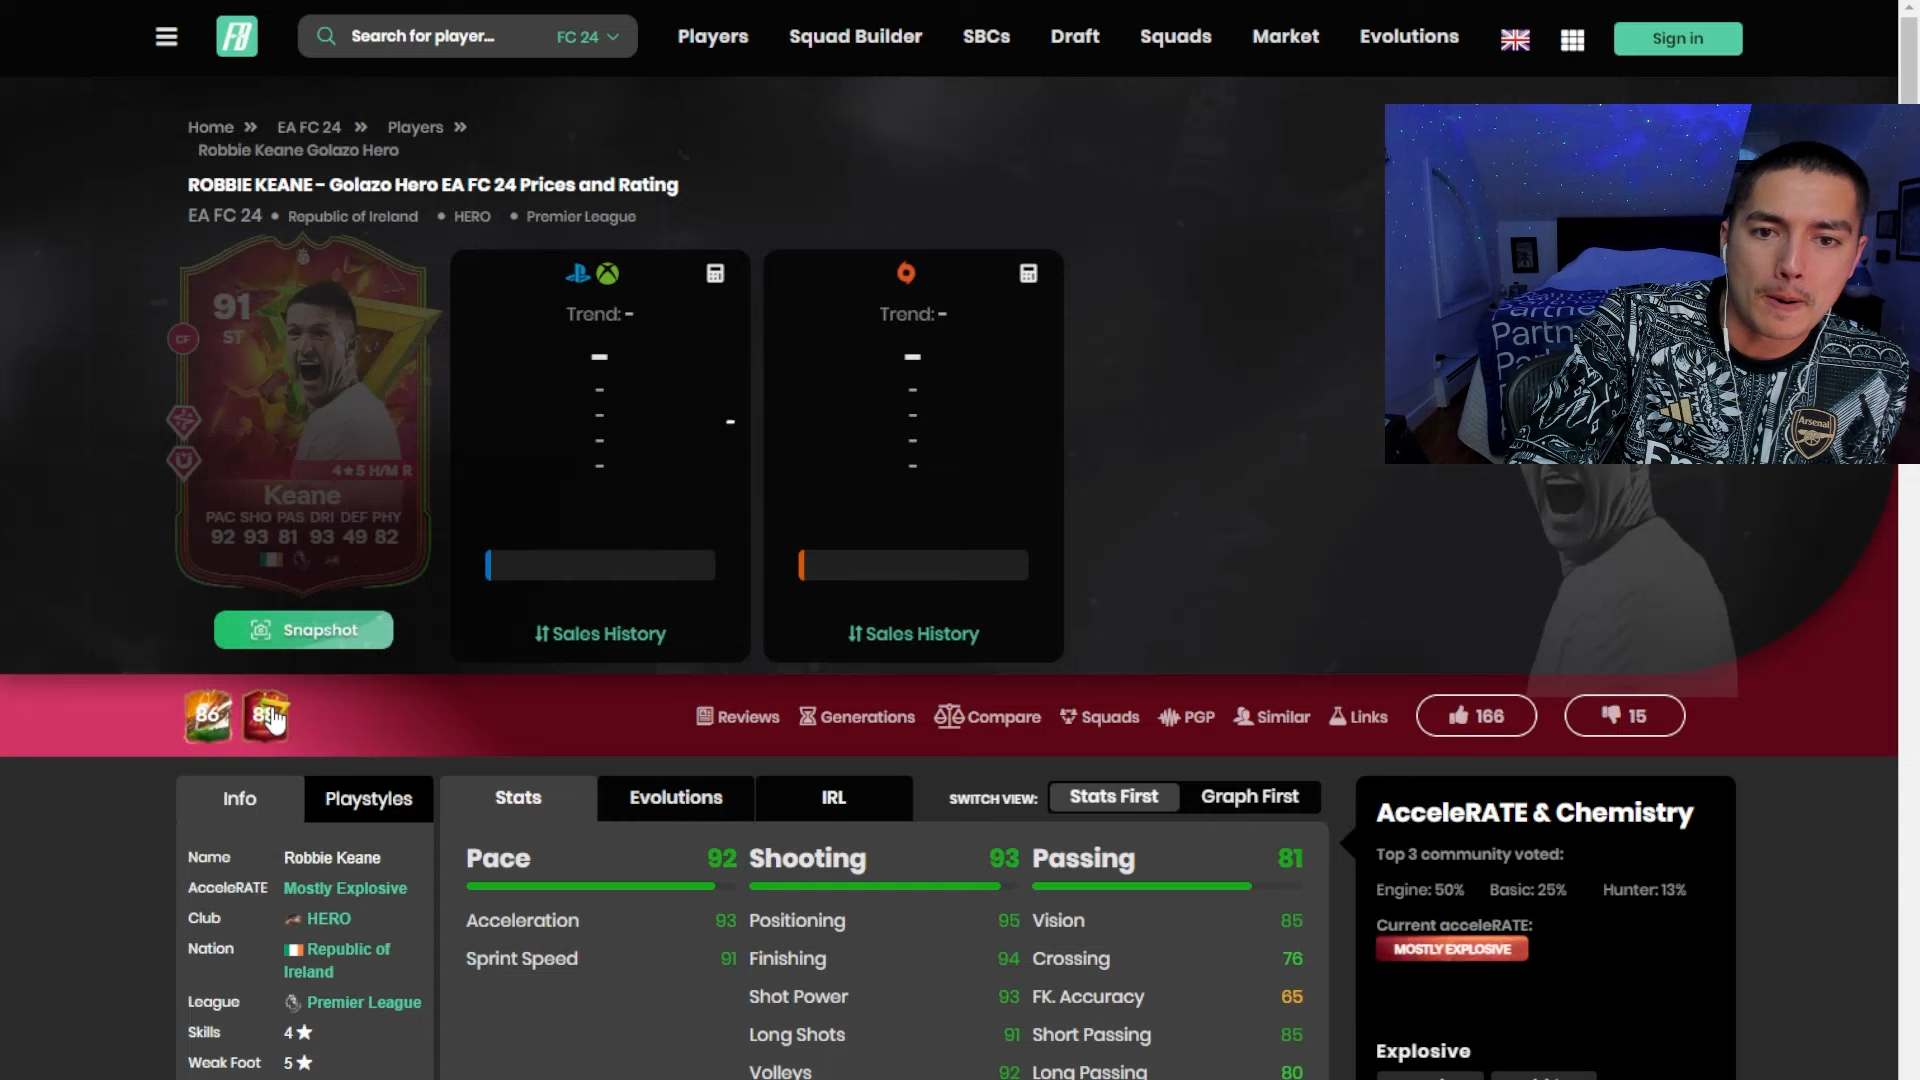 FB
Search for player...
FC 24
Players
Squad Builder
SBCs
Draft
Squads
Market
Evolutions
Sign in
Home » EA FC 24 » Players »
Robbie Keane Golazo Hero
ROBBIE KEANE - Golazo Hero EA FC 24 Prices and Rating
EA FC 24 • Republic of Ireland • HERO • Premier League
91
ST
CF
4★5 H/M R
Keane
PAC SHO PAS DRI DEF PHY
92 93 81 93 49 82
Snapshot
Trend: -
-
-
-
-
-
-
Sales History
Trend: -
-
-
-
-
-
Sales History
Partne
Partn
Arsenal
86
Reviews
Generations
Compare
Squads
PGP
Similar
Links
166
15
Info
Playstyles
Name Robbie Keane
AcceleRATE Mostly Explosive
Club HERO
Nation Republic of
Ireland
League Premier League
Skills 4★
Weak Foot 5★
Stats
Evolutions
IRL
SWITCH VIEW:
Stats First
Graph First
Pace 92
Acceleration 93
Sprint Speed 91
Shooting 93
Positioning 95
Finishing 94
Shot Power 93
Long Shots 91
Volleys 92
Passing 81
Vision 85
Crossing 76
FK. Accuracy 65
Short Passing 85
Long Passing 80
AcceleRATE & Chemistry
Top 3 community voted:
Engine: 50% Basic: 25% Hunter: 13%
Current acceleRATE:
MOSTLY EXPLOSIVE
Explosive